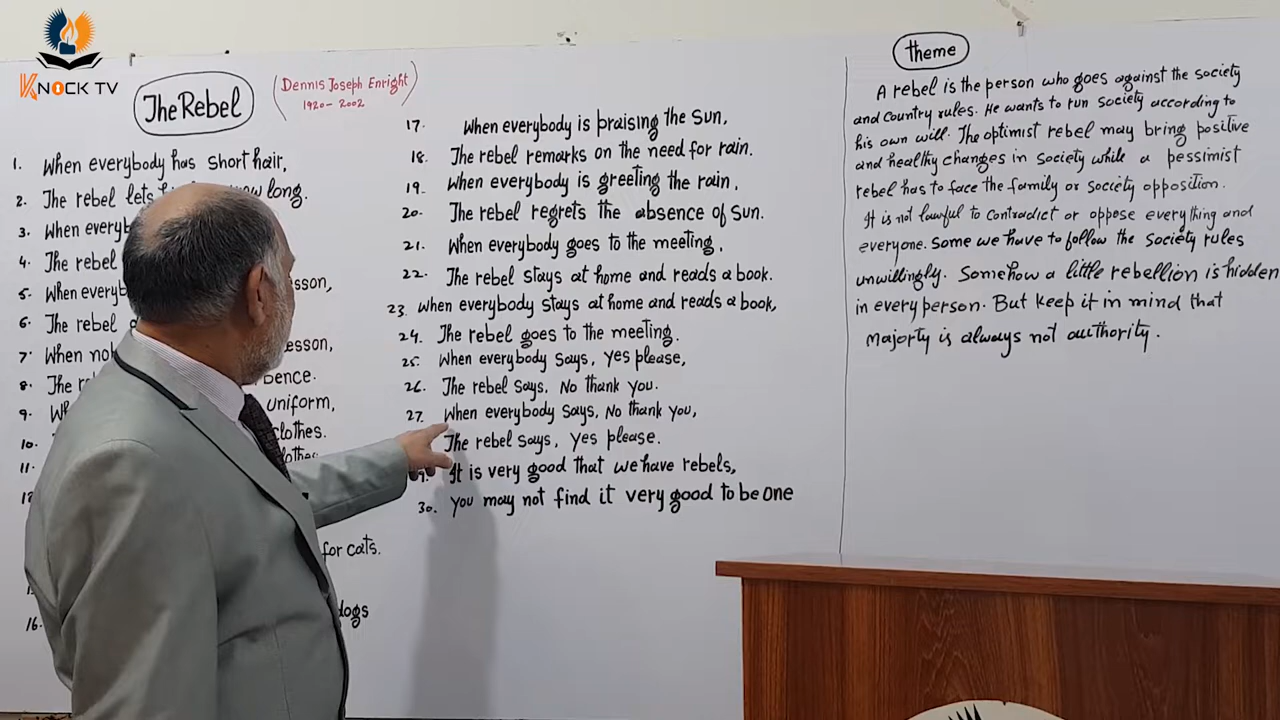 KNOCK TV
The Rebel
(Dennis Joseph Enright)
1920-2002
1. When everybody has short hair,
2. The rebel lets long.
3. When everyb
4. The rebel
5. When everyb sson,
6. The rebel
7. When no esson,
8. The bence.
9. uniform,
10. clothes.
11. lothes
for cats.
16. dogs
17. When everybody is praising the Sun,
18. The rebel remarks on the need for rain.
19. When everybody is greeting the rain,
20. The rebel regrets the absence of Sun.
21. When everybody goes to the meeting,
22. The rebel stays at home and reads a book.
23. When everybody stays at home and reads a book,
24. The rebel goes to the meeting.
25. When everybody says, Yes please,
26. The rebel says, No thank you.
27. When everybody says, No thank you,
The rebel says, Yes please.
9. It is very good that we have rebels,
30. You may not find it very good to be one
theme
A rebel is the person who goes against the society
and country rules. He wants to run society according to
his own will. The optimist rebel may bring positive
and healthy changes in society while a pessimist
rebel has to face the family or society opposition.
It is not lawful to contradict or oppose everything and
everyone. Some we have to follow the society rules
unwillingly. Somehow a little rebellion is hidden
in every person. But keep it in mind that
Majorty is always not authority.